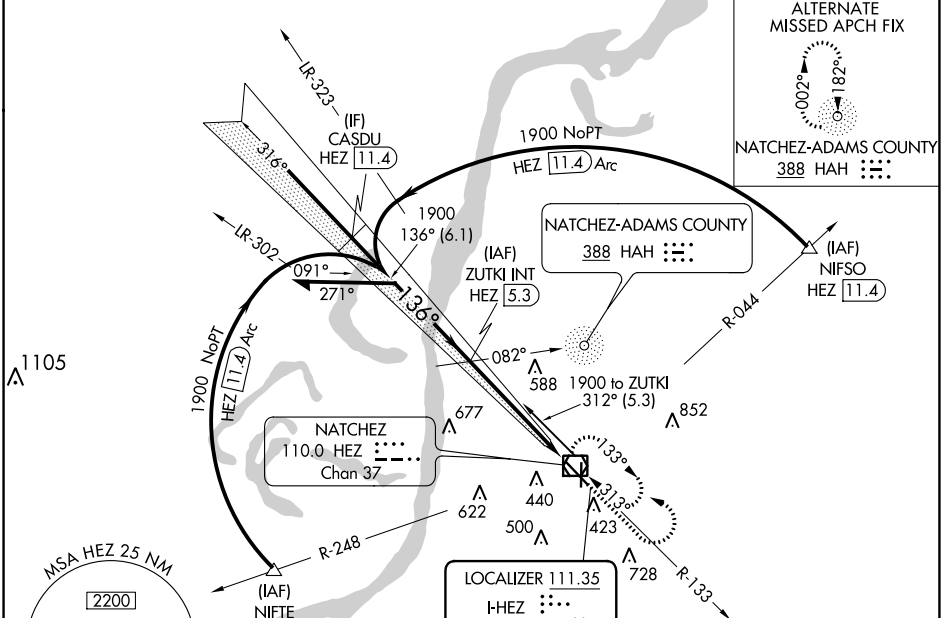 ALTERNATE
MISSED APCH FIX
002°
182°
NATCHEZ-ADAMS COUNTY
388 HAH
LR-323
(IF)
CASDU
HEZ 11.4
316°
1900 NoPT
HEZ 11.4 Arc
1900
136° (6.1)
NATCHEZ-ADAMS COUNTY
388 HAH
(IAF)
ZUTKI INT
HEZ 5.3
(IAF)
NIFSO
HEZ 11.4
LR-302
091°
271°
136°
R-044
1900 NoPT
HEZ 11.4 Arc
082°
1105
588
1900 to ZUTKI
312° (5.3)
852
677
NATCHEZ
110.0 HEZ
Chan 37
133°
313°
622
440
423
500
728
R-248
R-133
MSA HEZ 25 NM
2200
(IAF)
NIFTE
LOCALIZER 111.35
I-HEZ